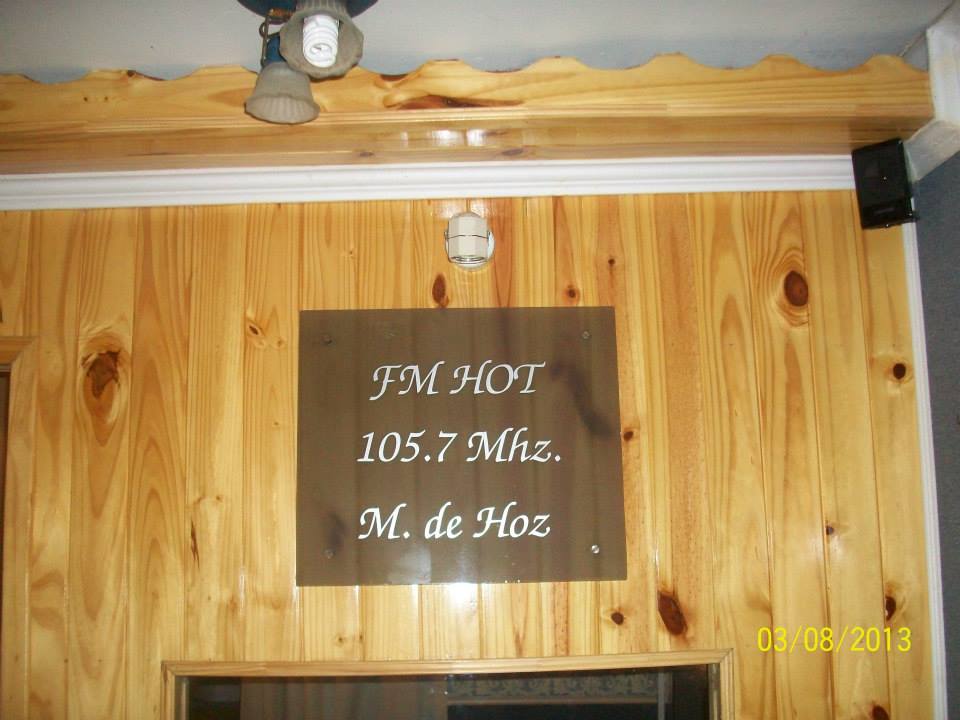 FM HOT
105.7 Mhz.
M. de Hoz
03/08/2013